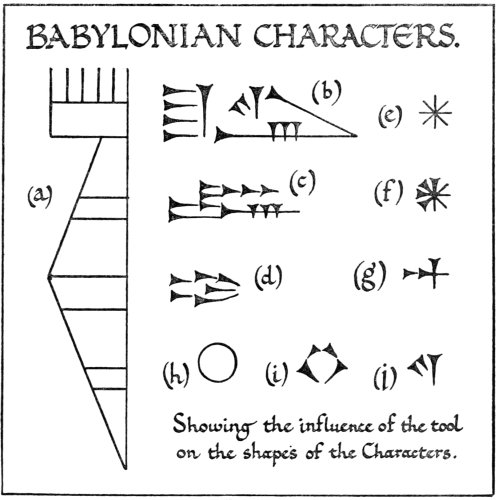 BABYLONIAN CHARACTERS.
(a)
(b)
(c)
(d)
(e)
(f)
(g)
(h)
(i)
(j)
Showing the influence of the tool
on the shapes of the Characters.